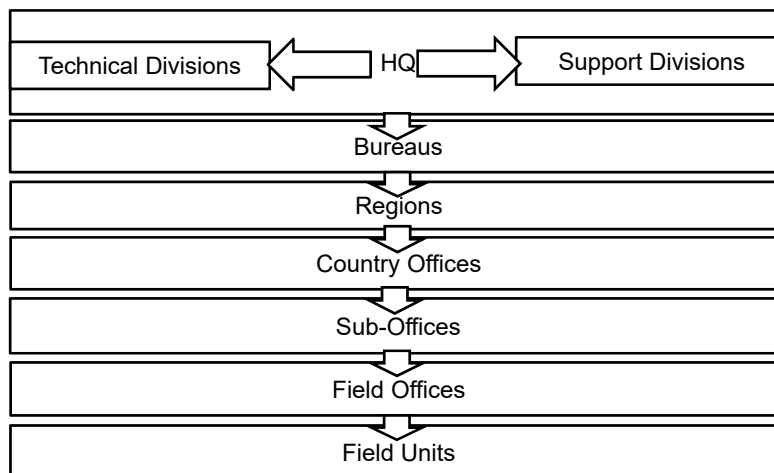 Technical Divisions
HQ
Support Divisions
Bureaus
Regions
Country Offices
Sub-Offices
Field Offices
Field Units